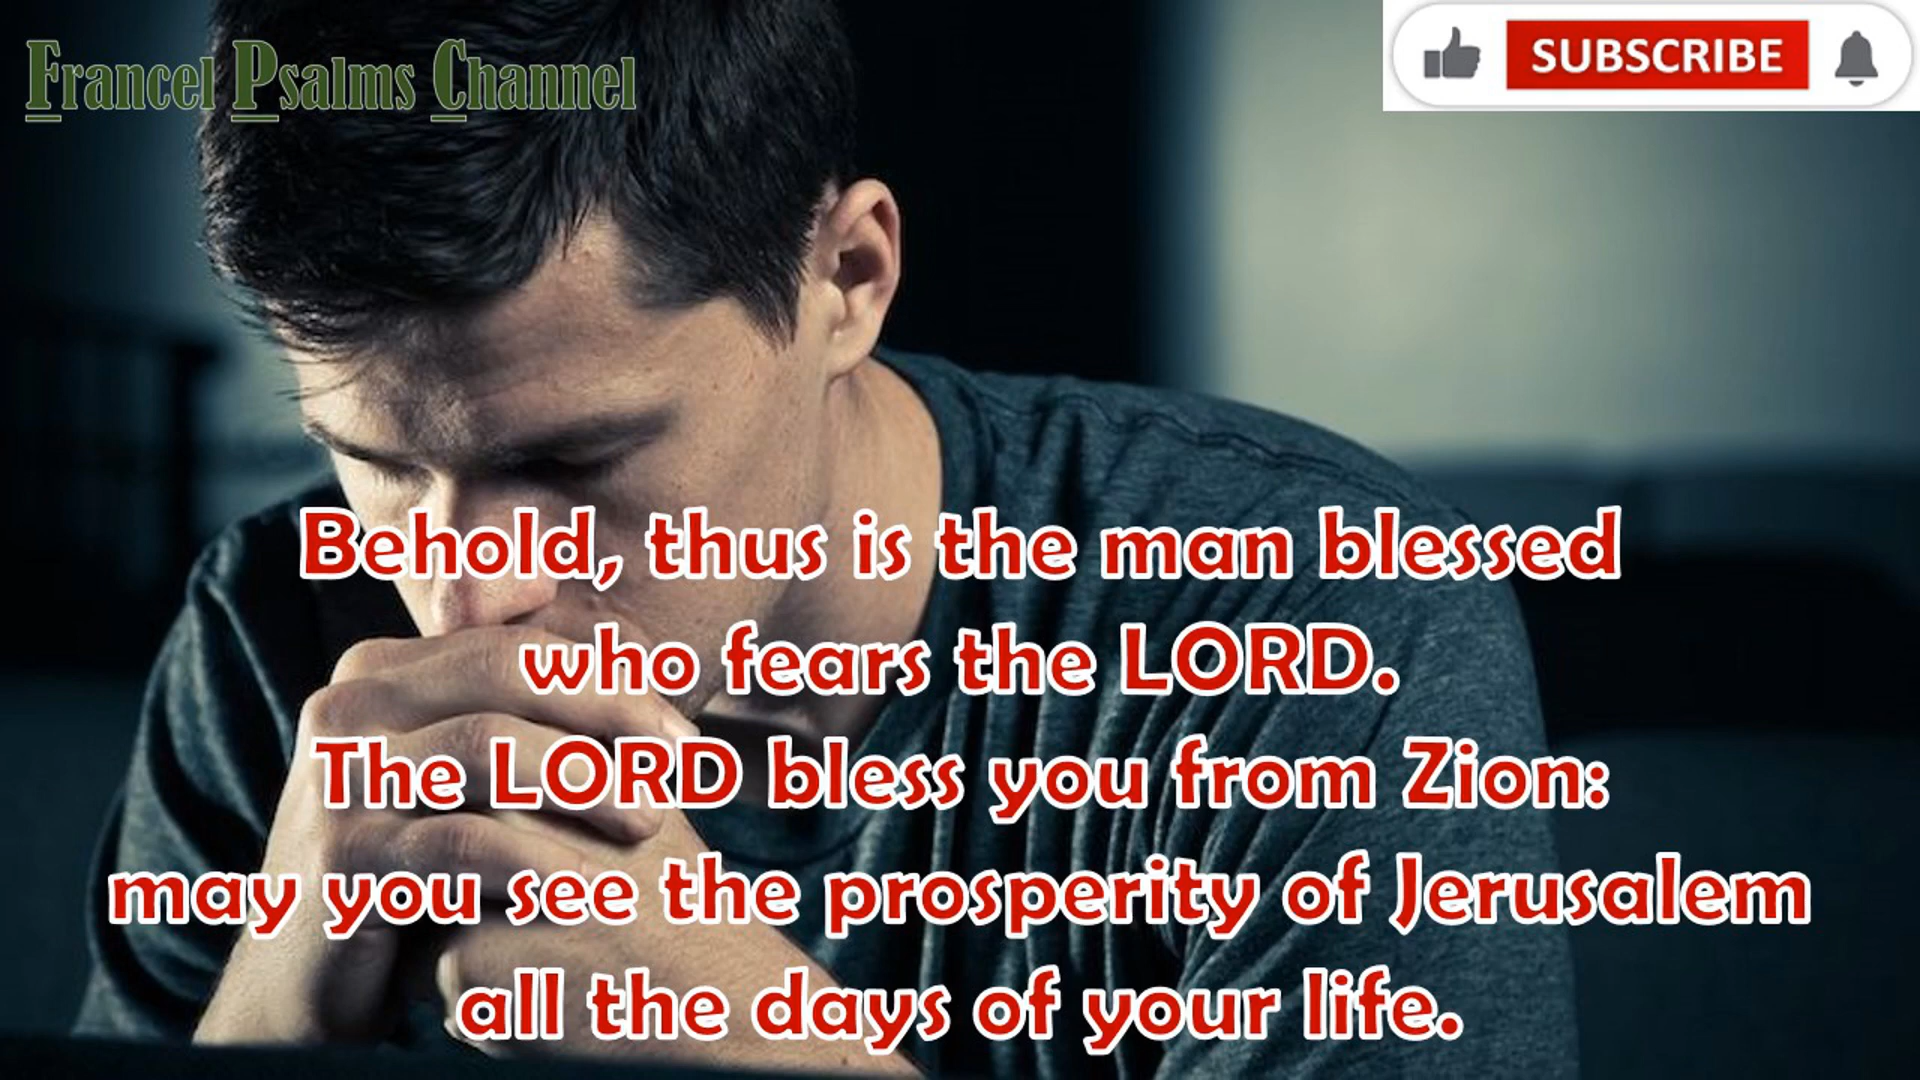 Francel Psalms Channel
SUBSCRIBE
Behold, thus is the man blessed
who fears the LORD.
The LORD bless you from Zion:
may you see the prosperity of Jerusalem
all the days of your life.